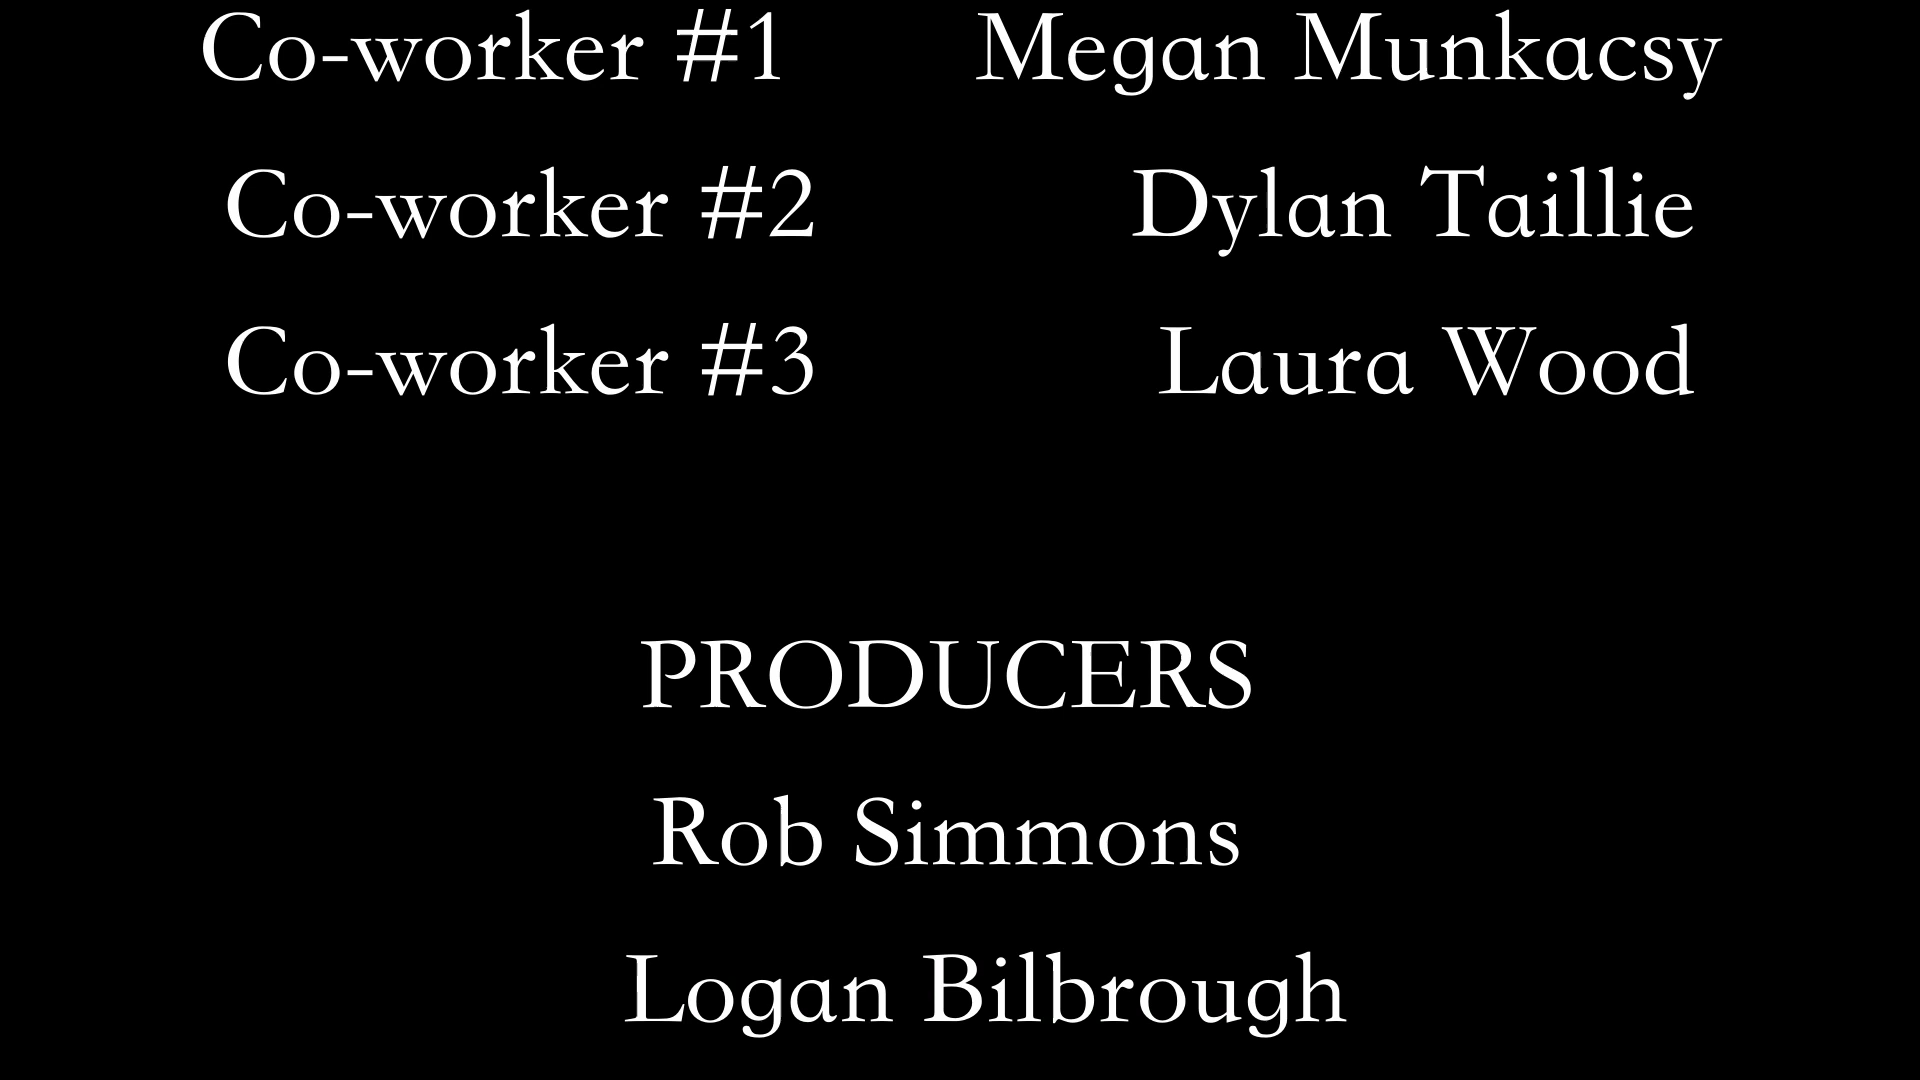 Co-worker #1 Megan Munkacsy
Co-worker #2 Dylan Taillie
Co-worker #3 Laura Wood
PRODUCERS
Rob Simmons
Logan Bilbrough